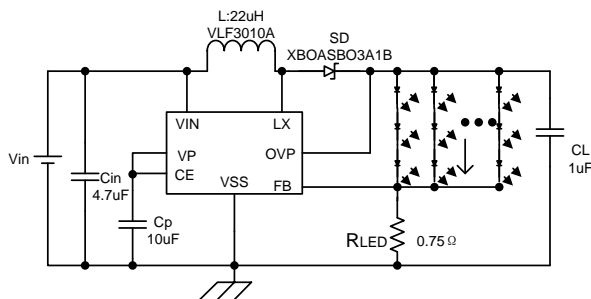 L:22uH
VLF3010A
SD
XBOASBO3A1B
VIN
LX
VP
OVP
CE
VSS
FB
Vin
Cin
4.7uF
Cp
10uF
RLED
0.75Ω
CL
1uF